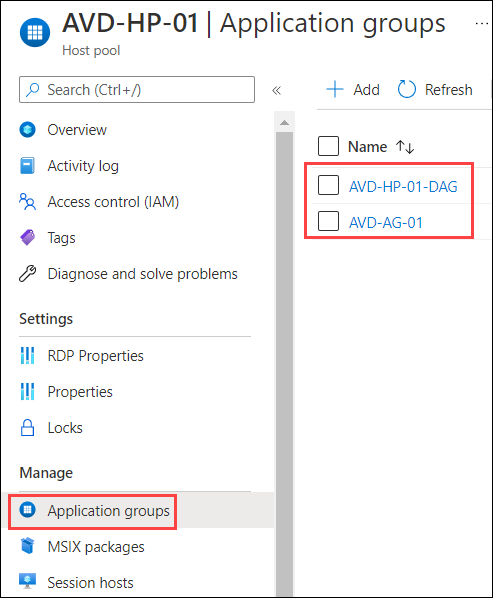 AVD-HP-01 | Application groups ...
Host pool
Search (Ctrl+/) «
Add Refresh
Overview
Activity log
Access control (IAM)
Tags
Diagnose and solve problems
Settings
RDP Properties
Properties
Locks
Manage
Application groups
MSIX packages
Session hosts
Name ↑↓
AVD-HP-01-DAG
AVD-AG-01